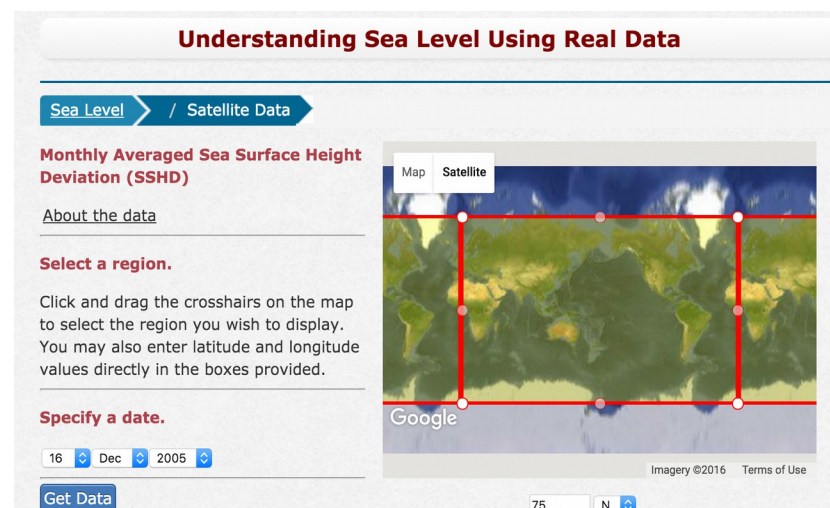 Understanding Sea Level Using Real Data
Sea Level / Satellite Data
Monthly Averaged Sea Surface Height
Deviation (SSHD)
About the data
Select a region.
Click and drag the crosshairs on the map
to select the region you wish to display.
You may also enter latitude and longitude
values directly in the boxes provided.
Specify a date.
16 Dec 2005
Get Data
Map Satellite
Google
Imagery ©2016 Terms of Use
75 N